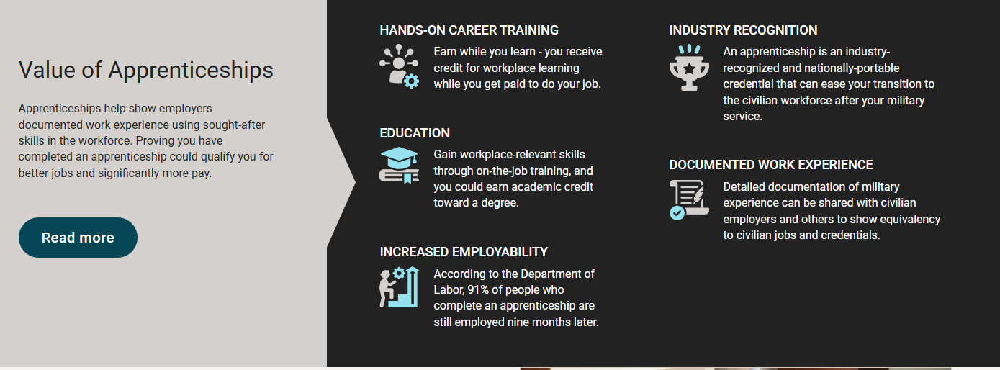 Value of Apprenticeships
Apprenticeships help show employers
documented work experience using sought-after
skills in the workforce. Proving you have
completed an apprenticeship could qualify you for
better jobs and significantly more pay.
Read more
HANDS-ON CAREER TRAINING
Earn while you learn - you receive
credit for workplace learning
while you get paid to do your job.
EDUCATION
Gain workplace-relevant skills
through on-the-job training, and
you could earn academic credit
toward a degree.
INCREASED EMPLOYABILITY
According to the Department of
Labor, 91% of people who
complete an apprenticeship are
still employed nine months later.
INDUSTRY RECOGNITION
An apprenticeship is an industry-
recognized and nationally-portable
credential that can ease your transition to
the civilian workforce after your military
service.
DOCUMENTED WORK EXPERIENCE
Detailed documentation of military
experience can be shared with civilian
employers and others to show equivalency
to civilian jobs and credentials.